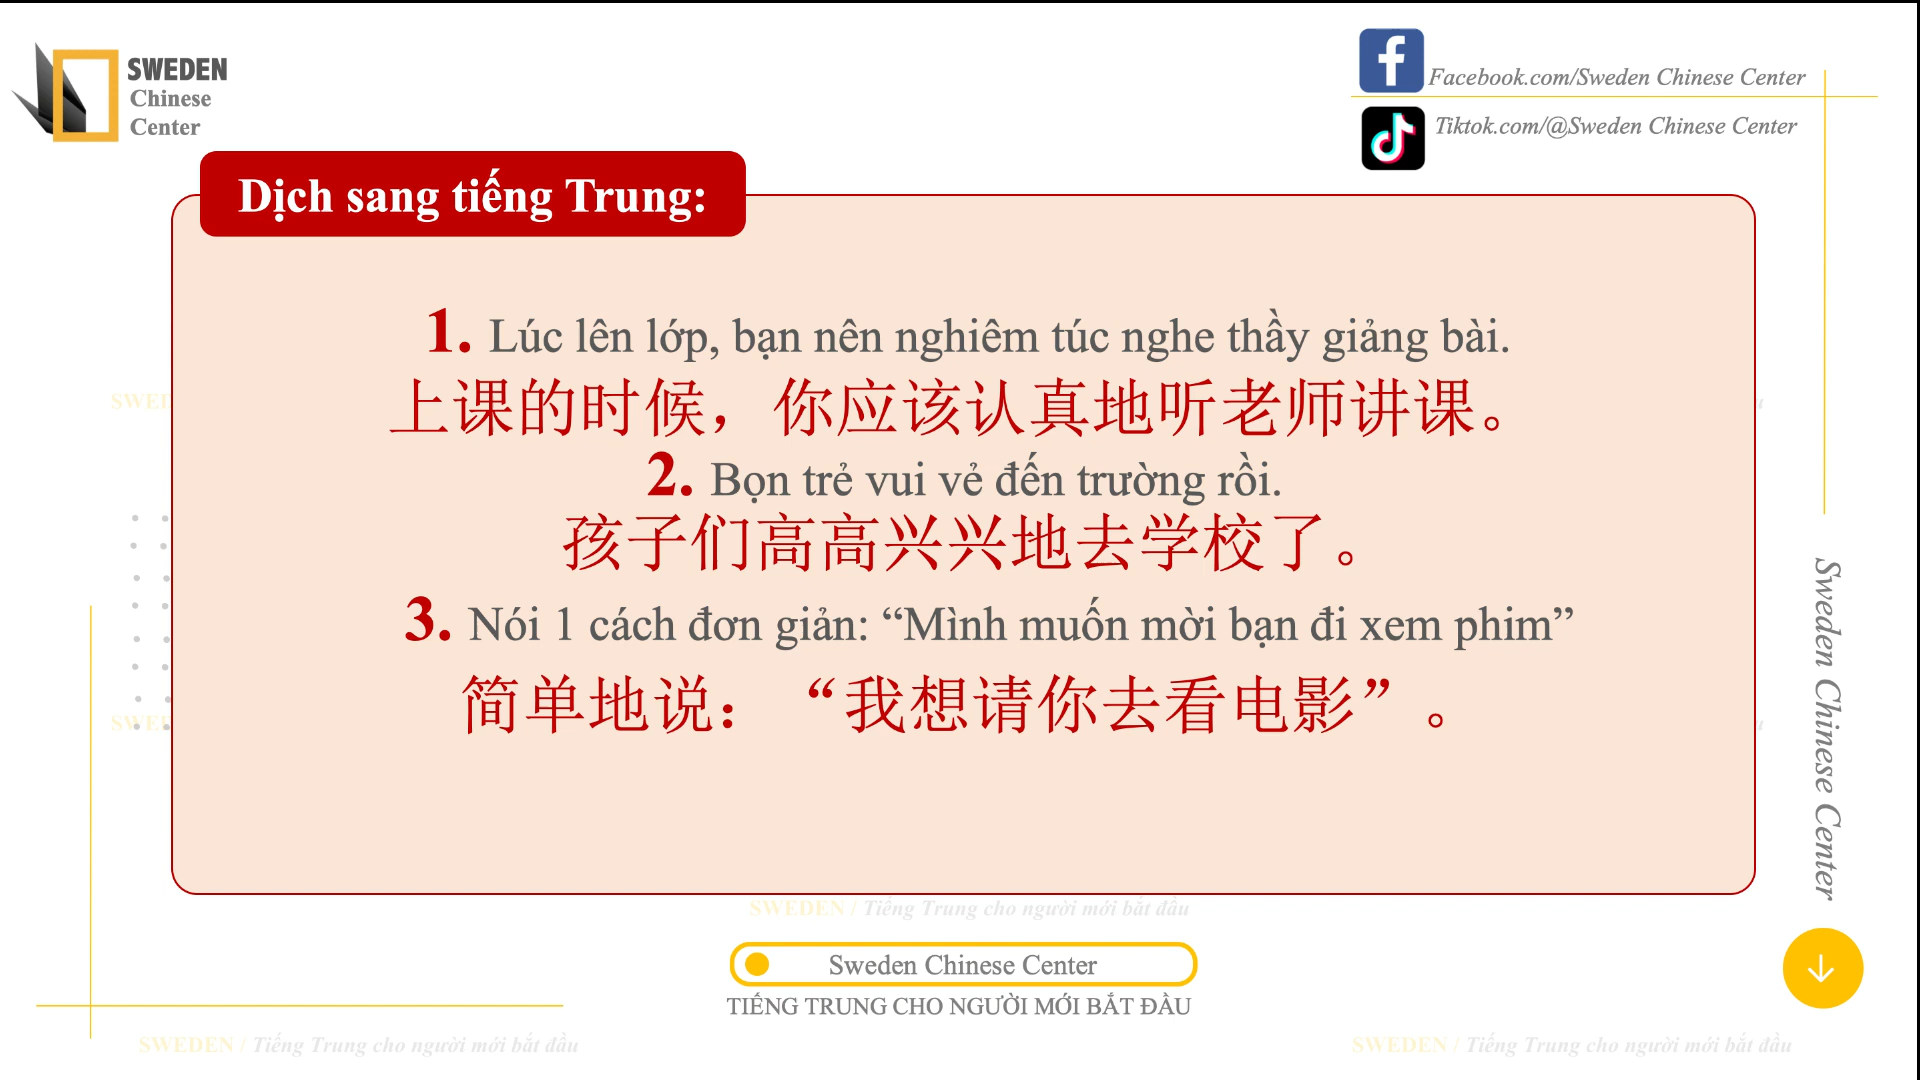 SWEDEN
Chinese
Center
Facebook.com/Sweden Chinese Center
Tiktok.com/@Sweden Chinese Center
Dịch sang tiếng Trung:
1. Lúc lên lớp, bạn nên nghiêm túc nghe thầy giảng bài.
上课的时候，你应该认真地听老师讲课。
2. Bọn trẻ vui vẻ đến trường rồi.
孩子们高高兴兴地去学校了。
3. Nói 1 cách đơn giản: “Mình muốn mời bạn đi xem phim”
简单地说：“我想请你去看电影”。
Sweden Chinese Center
SWEDEN / Tiếng Trung cho người mới bắt đầu
Sweden Chinese Center
TIẾNG TRUNG CHO NGƯỜI MỚI BẮT ĐẦU
SWEDEN / Tiếng Trung cho người mới bắt đầu
SWEDEN / Tiếng Trung cho người mới bắt đầu